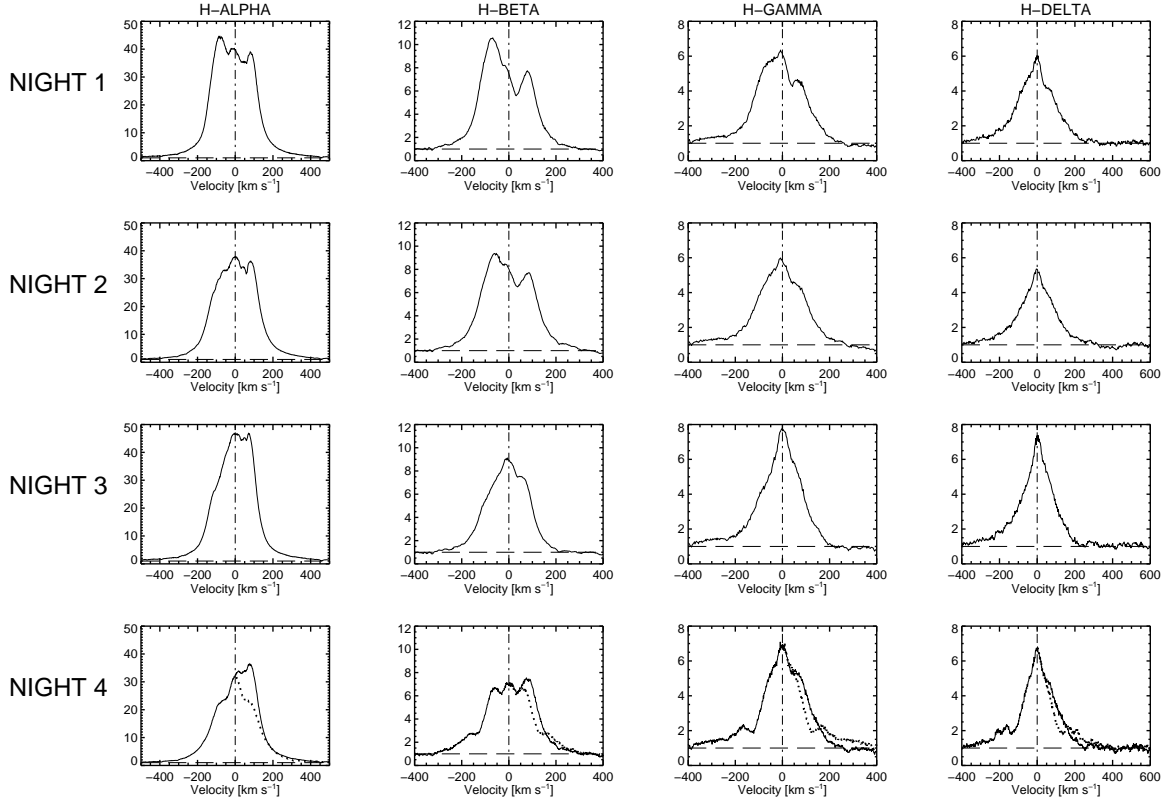 H−ALPHA H−BETA H−GAMMA H−DELTA
NIGHT 1
50 12 8
40 10 6
30 8 4
20 6 2
10 4 0
0 2
0
−400 −200 0 200 400 −400 −200 0 200 400 −400 −200 0 200 400 −400 −200 0 200 400 600
Velocity [km s−1] Velocity [km s−1] Velocity [km s−1] Velocity [km s−1]
NIGHT 2
50 40 30 20 10 0
12 10 8 6 4 2 0
8 6 4 2 0
8 6 4 2 0
−400 −200 0 200 400 −400 −200 0 200 400 −400 −200 0 200 400 −400 −200 0 200 400 600
Velocity [km s−1] Velocity [km s−1] Velocity [km s−1] Velocity [km s−1]
NIGHT 3
50 40 30 20 10 0
12 10 8 6 4 2 0
8 6 4 2 0
8 6 4 2 0
−400 −200 0 200 400 −400 −200 0 200 400 −400 −200 0 200 400 −400 −200 0 200 400 600
Velocity [km s−1] Velocity [km s−1] Velocity [km s−1] Velocity [km s−1]
NIGHT 4
50 40 30 20 10 0
12 10 8 6 4 2 0
8 6 4 2 0
8 6 4 2 0
−400 −200 0 200 400 −400 −200 0 200 400 −400 −200 0 200 400 −400 −200 0 200 400 600
Velocity [km s−1] Velocity [km s−1] Velocity [km s−1] Velocity [km s−1]